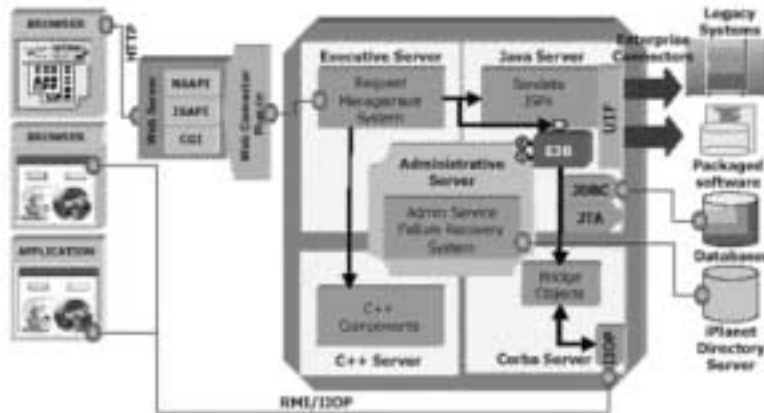 BROWSER
HTTP
BROWSER
APPLICATION
Web Server
NSAPI
ISAPI
CGI
Web Connector
Plug-in
Executive Server
Request
Management
System
Java Server
Servlets
JSPs
EJB
UIF
Enterprise
Connectors
Legacy
Systems
Packaged
software
JDBC
JTA
Database
Administrative
Server
Admin Service
Failure Recovery
System
Bridge
Objects
C++
Components
C++ Server
Corba Server
IIOP
iPlanet
Directory
Server
RMI/IIOP